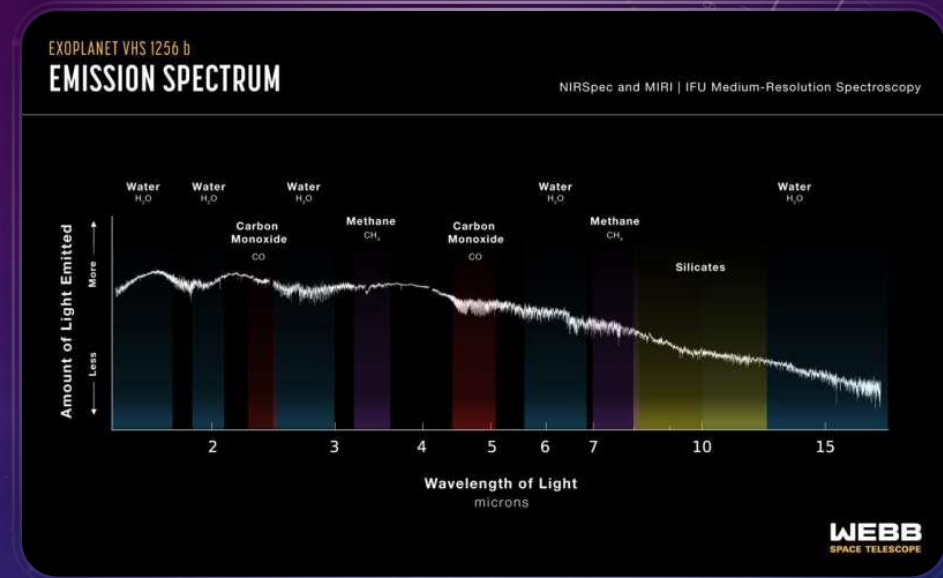 EXOPLANET VHS 1256 b
EMISSION SPECTRUM
NIRSpec and MIRI | IFU Medium-Resolution Spectroscopy
Water
H₂O
Water
H₂O
Water
H₂O
Water
H₂O
Water
H₂O
Carbon
Monoxide
CO
Methane
CH₄
Carbon
Monoxide
CO
Methane
CH₄
Silicates
Amount of Light Emitted
More
Less
2 3 4 5 6 7 10 15
Wavelength of Light
microns
WEBB
SPACE TELESCOPE